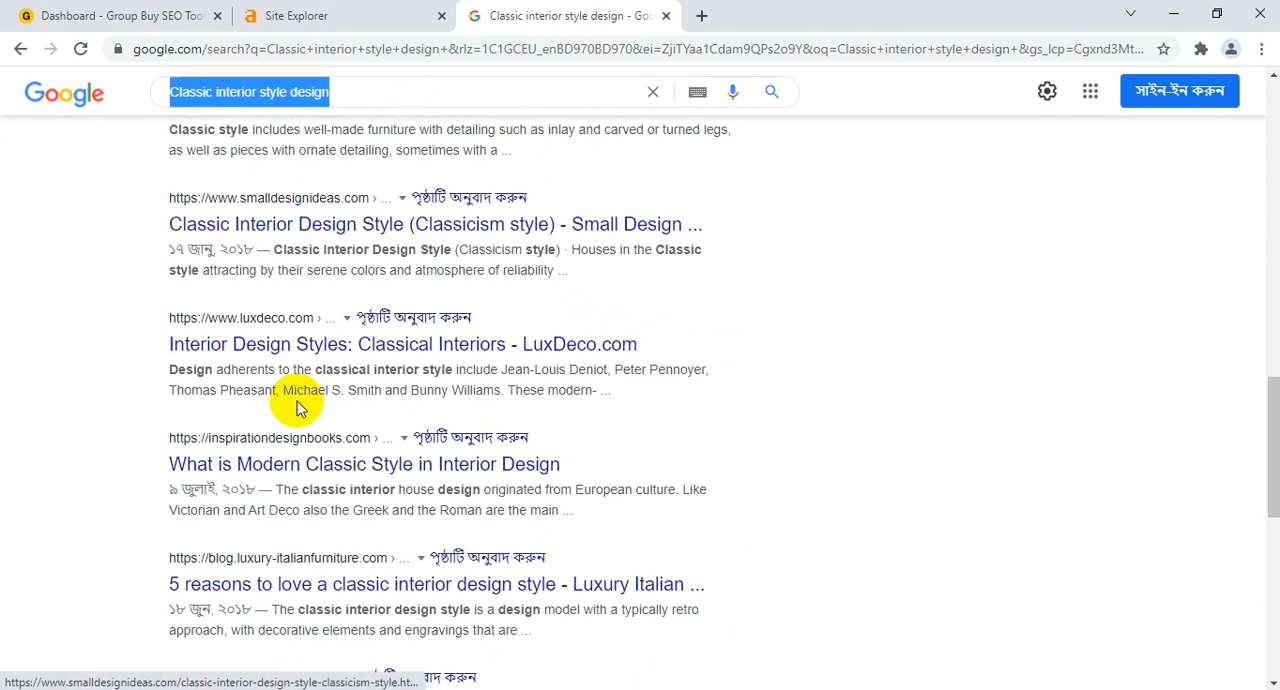 Dashboard - Group Buy SEO Too
Site Explorer
Classic interior style design - Goo
google.com/search?q=Classic+interior+style+design+&rlz=1C1GCEU_enBD970BD970&ei=ZjiTYaa1Cdam9QPs2o9Y&oq=Classic+interior+style+design+&gs_lcp=Cgxnd3Mt...
Google
Classic interior style design
সাইন-ইন করুন
Classic style includes well-made furniture with detailing such as inlay and carved or turned legs,
as well as pieces with ornate detailing, sometimes with a ...
https://www.smalldesignideas.com › ... পৃষ্ঠাটি অনুবাদ করুন
Classic Interior Design Style (Classicism style) - Small Design ...
১৭ জানু, ২০১৮ — Classic Interior Design Style (Classicism style) · Houses in the Classic
style attracting by their serene colors and atmosphere of reliability ...
https://www.luxdeco.com › ... পৃষ্ঠাটি অনুবাদ করুন
Interior Design Styles: Classical Interiors - LuxDeco.com
Design adherents to the classical interior style include Jean-Louis Deniot, Peter Pennoyer,
Thomas Pheasant, Michael S. Smith and Bunny Williams. These modern- ...
https://inspirationdesignbooks.com › ... পৃষ্ঠাটি অনুবাদ করুন
What is Modern Classic Style in Interior Design
৯ জুলাই, ২০১৮ — The classic interior house design originated from European culture. Like
Victorian and Art Deco also the Greek and the Roman are the main ...
https://blog.luxury-italianfurniture.com › ... পৃষ্ঠাটি অনুবাদ করুন
5 reasons to love a classic interior design style - Luxury Italian ...
১৮ জুন, ২০১৮ — The classic interior design style is a design model with a typically retro
approach, with decorative elements and engravings that are ...
করুন
https://www.smalldesignideas.com/classic-interior-design-style-classicism-style.ht...